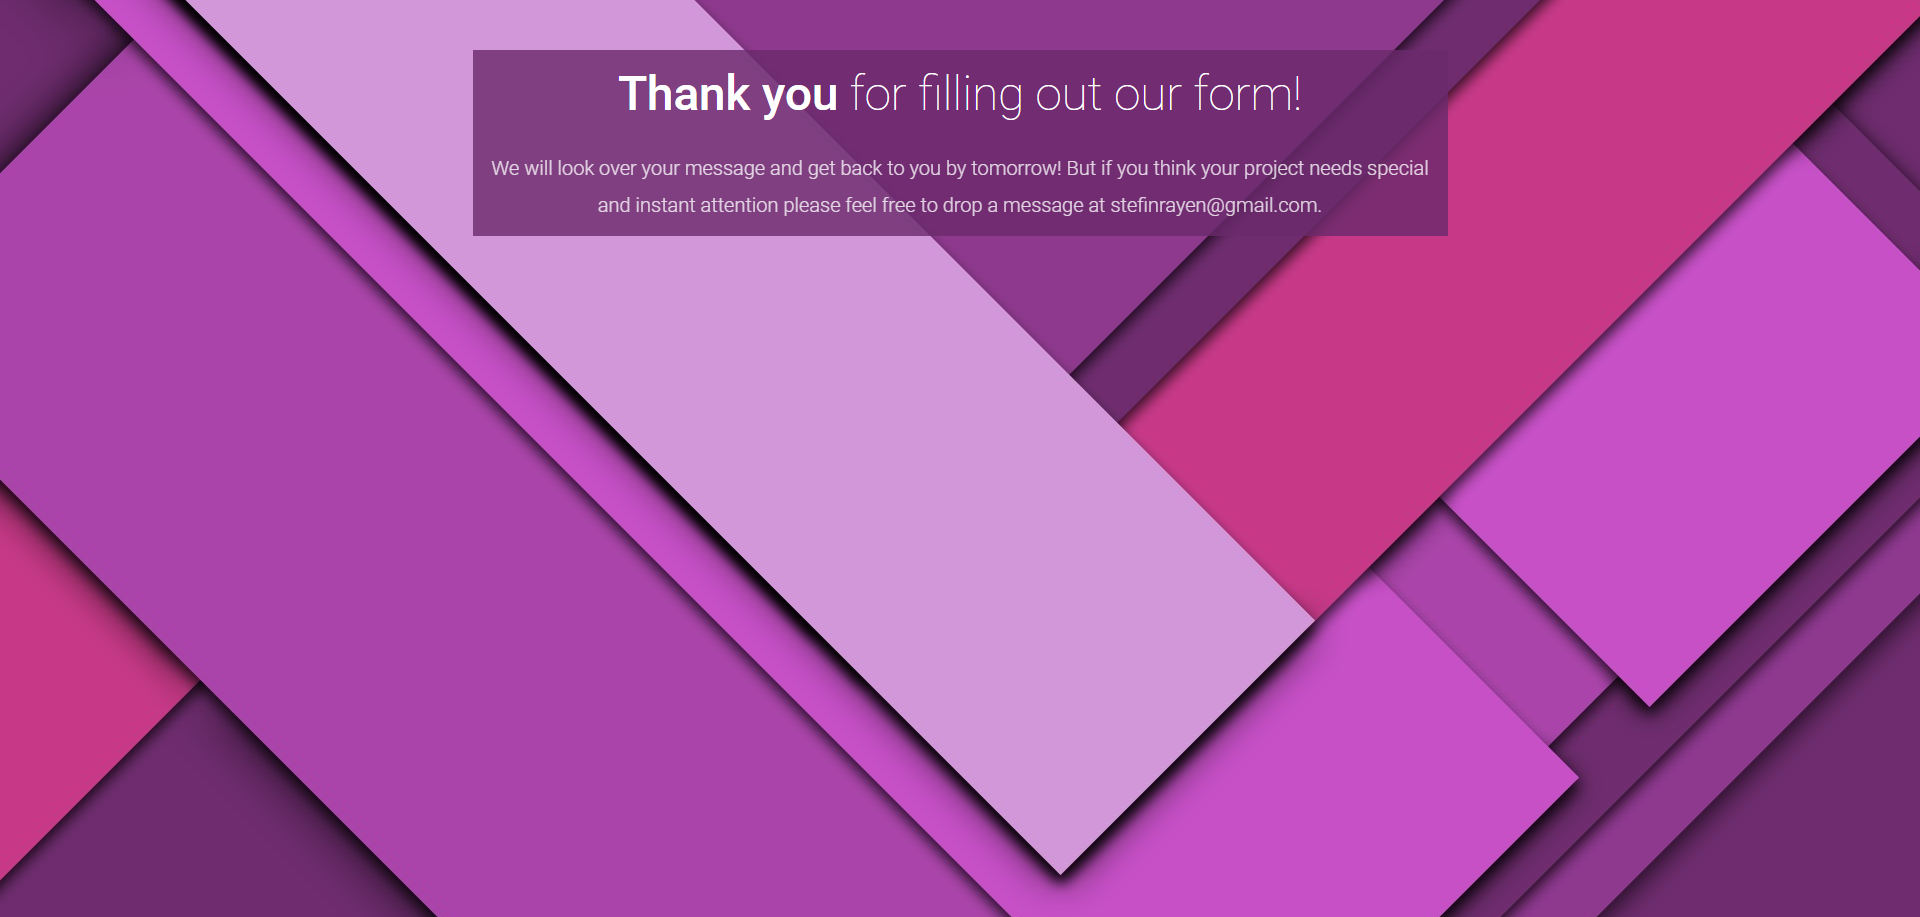 Thank you for filling out our form!
We will look over your message and get back to you by tomorrow! But if you think your project needs special
and instant attention please feel free to drop a message at stefinrayen@gmail.com.